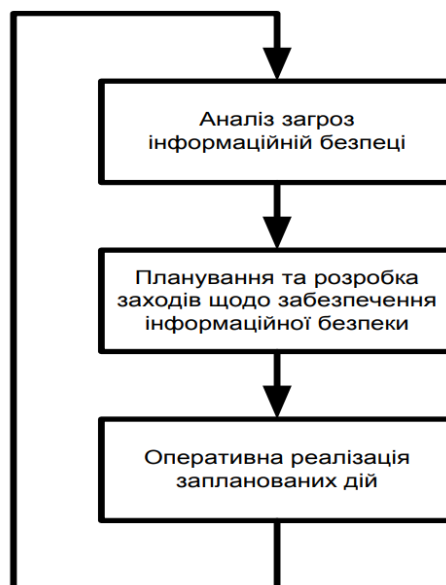 Аналіз загроз
інформаційній безпеці
Планування та розробка
заходів щодо забезпечення
інформаційної безпеки
Оперативна реалізація
запланованих дій